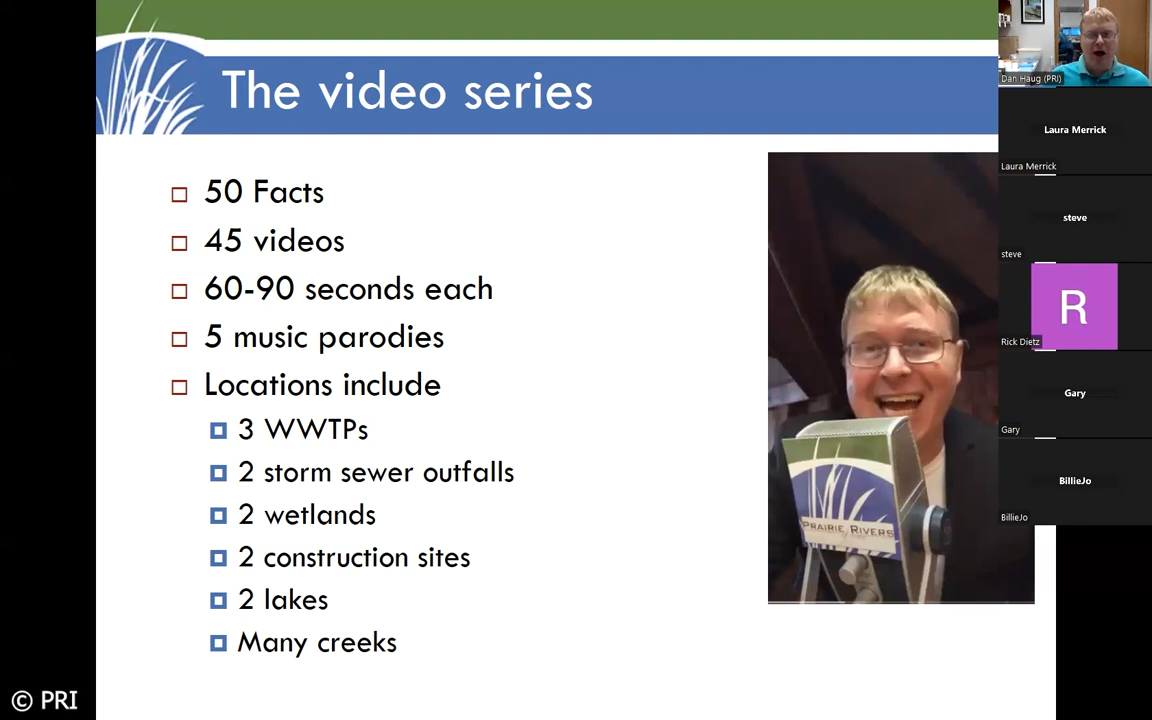 The video series
50 Facts
45 videos
60-90 seconds each
5 music parodies
Locations include
3 WWTPs
2 storm sewer outfalls
2 wetlands
2 construction sites
2 lakes
Many creeks
PRAIRIE RIVERS
© PRI
Dan Haug (PRI)
Laura Merrick
Laura Merrick
steve
steve
R
Rick Dietz
Gary
Gary
BillieJo
BillieJo